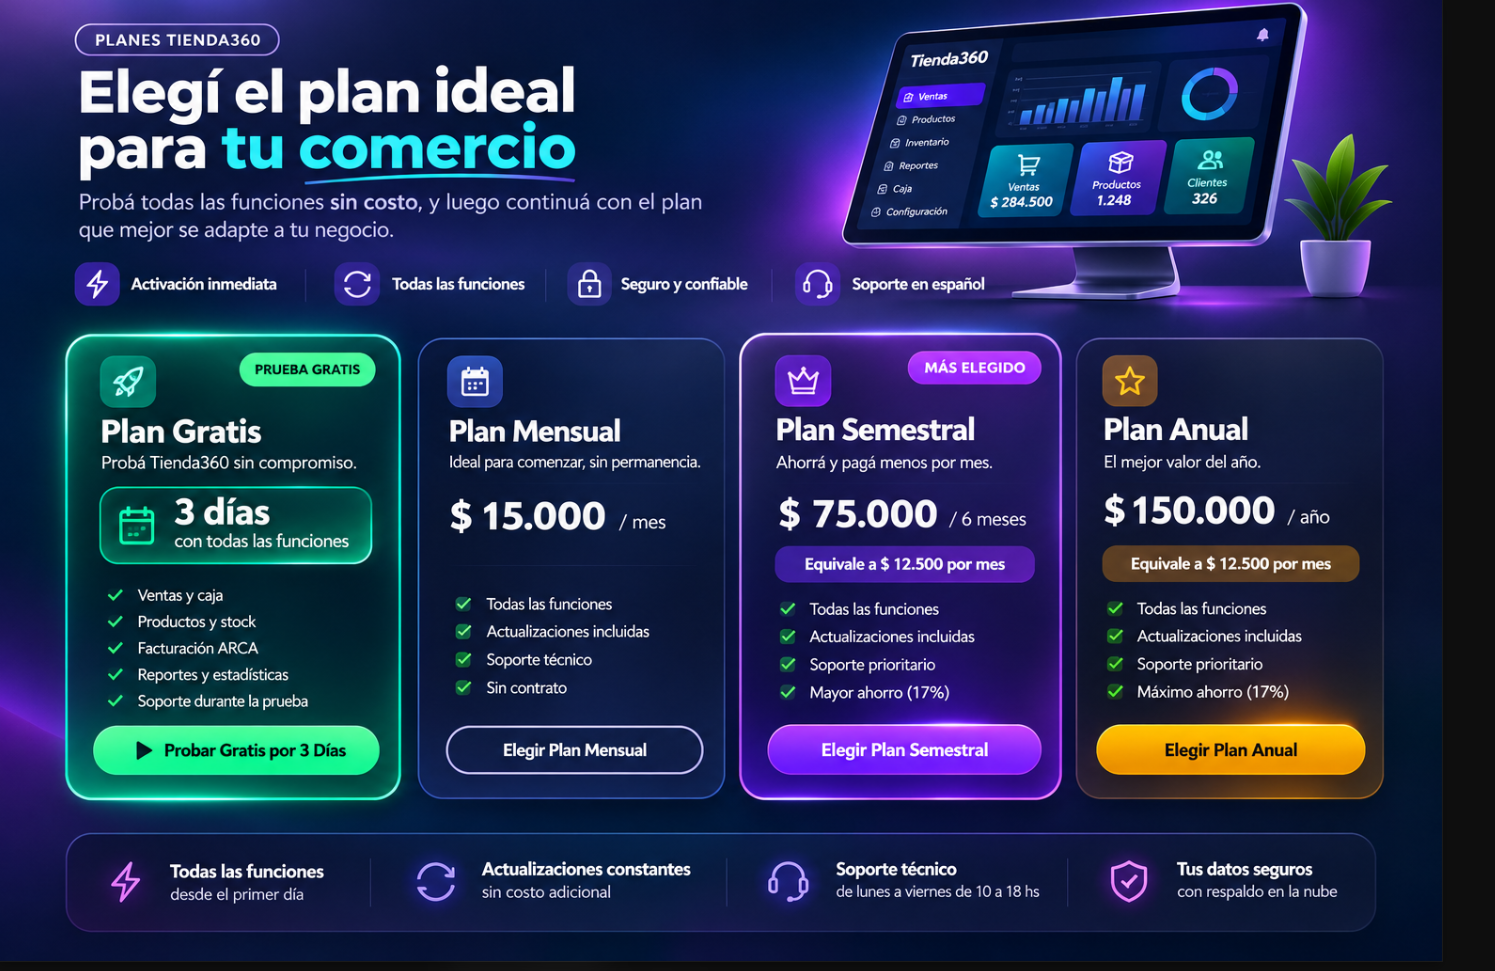 PLANES TIENDA360
Elegí el plan ideal
para tu comercio
Probá todas las funciones sin costo, y luego continuá con el plan
que mejor se adapte a tu negocio.
Activación inmediata
Todas las funciones
Seguro y confiable
Soporte en español
Tienda360
Ventas
Productos
Inventario
Reportes
Caja
Configuración
Ventas
$ 284.500
Productos
1.248
Clientes
326
PRUEBA GRATIS
Plan Gratis
Probá Tienda360 sin compromiso.
3 días
con todas las funciones
Ventas y caja
Productos y stock
Facturación ARCA
Reportes y estadísticas
Soporte durante la prueba
Probar Gratis por 3 Días
Plan Mensual
Ideal para comenzar, sin permanencia.
$ 15.000 / mes
Todas las funciones
Actualizaciones incluidas
Soporte técnico
Sin contrato
Elegir Plan Mensual
MÁS ELEGIDO
Plan Semestral
Ahorrá y pagá menos por mes.
$ 75.000 / 6 meses
Equivale a $ 12.500 por mes
Todas las funciones
Actualizaciones incluidas
Soporte prioritario
Mayor ahorro (17%)
Elegir Plan Semestral
Plan Anual
El mejor valor del año.
$ 150.000 / año
Equivale a $ 12.500 por mes
Todas las funciones
Actualizaciones incluidas
Soporte prioritario
Máximo ahorro (17%)
Elegir Plan Anual
Todas las funciones
desde el primer día
Actualizaciones constantes
sin costo adicional
Soporte técnico
de lunes a viernes de 10 a 18 hs
Tus datos seguros
con respaldo en la nube